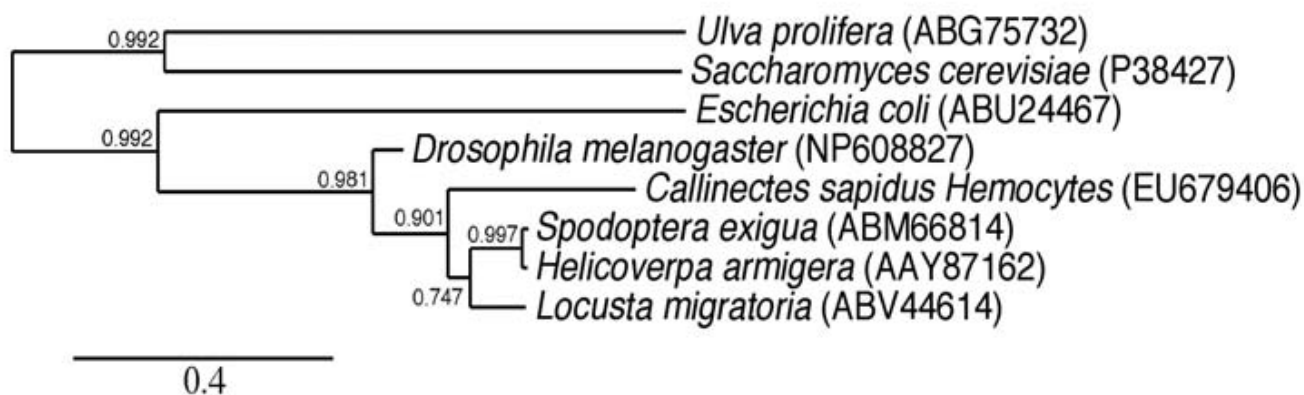 0.992
Ulva prolifera (ABG75732)
Saccharomyces cerevisiae (P38427)
0.992
Escherichia coli (ABU24467)
0.981
Drosophila melanogaster (NP608827)
0.901
Callinectes sapidus Hemocytes (EU679406)
0.997
Spodoptera exigua (ABM66814)
Helicoverpa armigera (AAY87162)
0.747
Locusta migratoria (ABV44614)
0.4